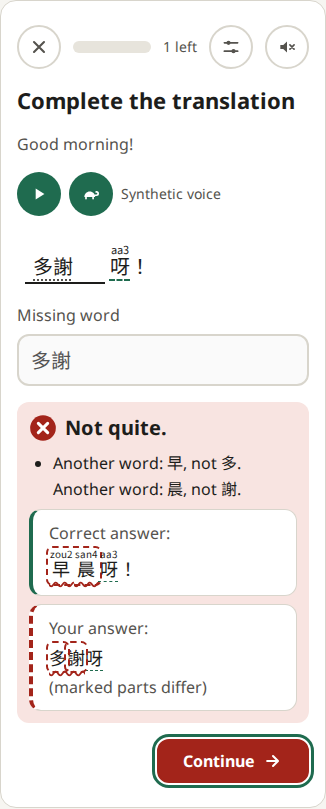 1 left
Complete the translation
Good morning!
Synthetic voice
aa3
多謝 呀！
Missing word
多謝
Not quite.
Another word: 早, not 多.
Another word: 晨, not 謝.
Correct answer:
zou2 san4 aa3
早晨呀！
Your answer:
多謝呀
(marked parts differ)
Continue